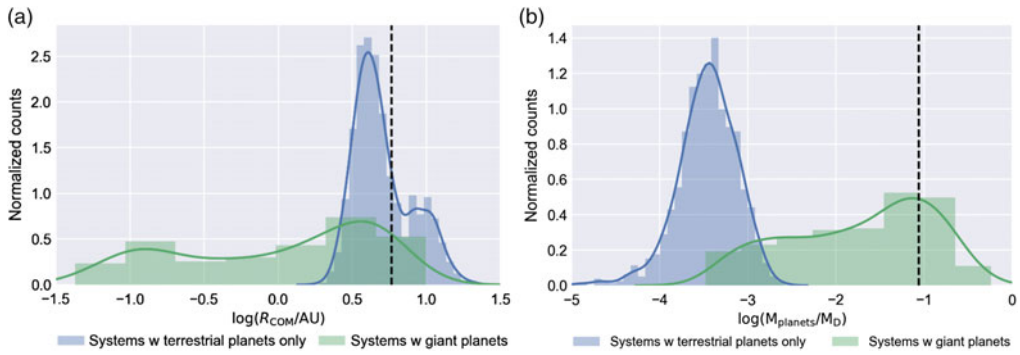 (a)
Normalized counts
2.5
2.0
1.5
1.0
0.5
0.0
−1.5 −1.0 −0.5 0.0 0.5 1.0 1.5
log(R_COM/AU)
Systems w terrestrial planets only Systems w giant planets
(b)
Normalized counts
1.4
1.2
1.0
0.8
0.6
0.4
0.2
0.0
−5 −4 −3 −2 −1 0
log(M_planets/M_D)
Systems w terrestrial planets only Systems w giant planets